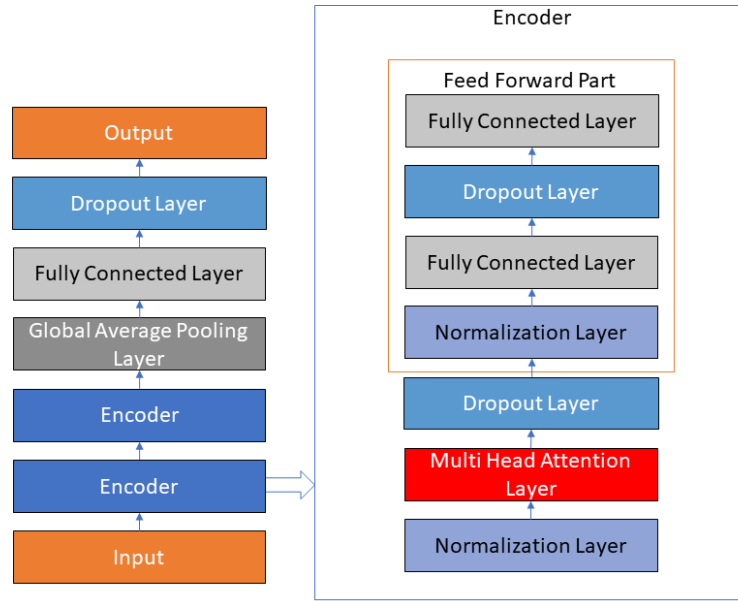 Encoder
Feed Forward Part
Fully Connected Layer
Dropout Layer
Fully Connected Layer
Normalization Layer
Dropout Layer
Multi Head Attention
Layer
Normalization Layer
Output
Dropout Layer
Fully Connected Layer
Global Average Pooling
Layer
Encoder
Encoder
Input